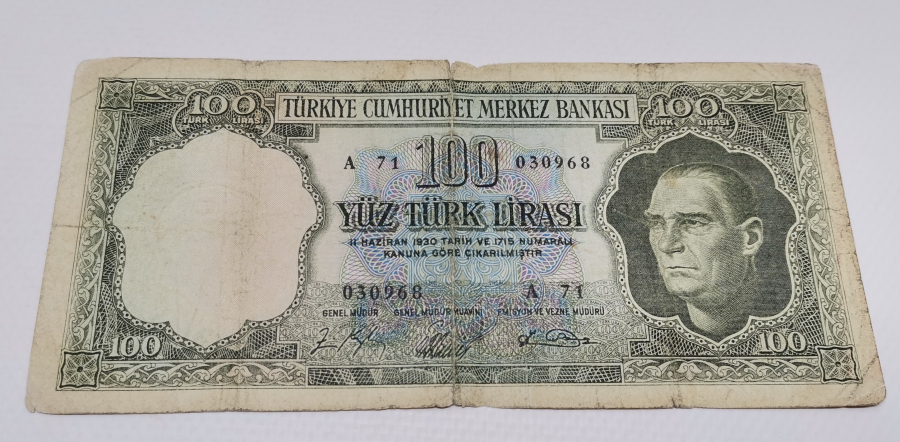 100 TÜRKİYE CUMHURİYET MERKEZ BANKASI 100
TÜRK LİRASI TÜRK LİRASI
A 71 100 030968
YÜZ TÜRK LİRASI
11 HAZİRAN 1930 TARİH VE 1715 NUMARALI
KANUNA GÖRE ÇIKARILMIŞTIR
030968 A 71
GENEL MÜDÜR GENEL MÜDÜR MUAVİNİ EMİSYON VE VEZNE MÜDÜRÜ
100 100